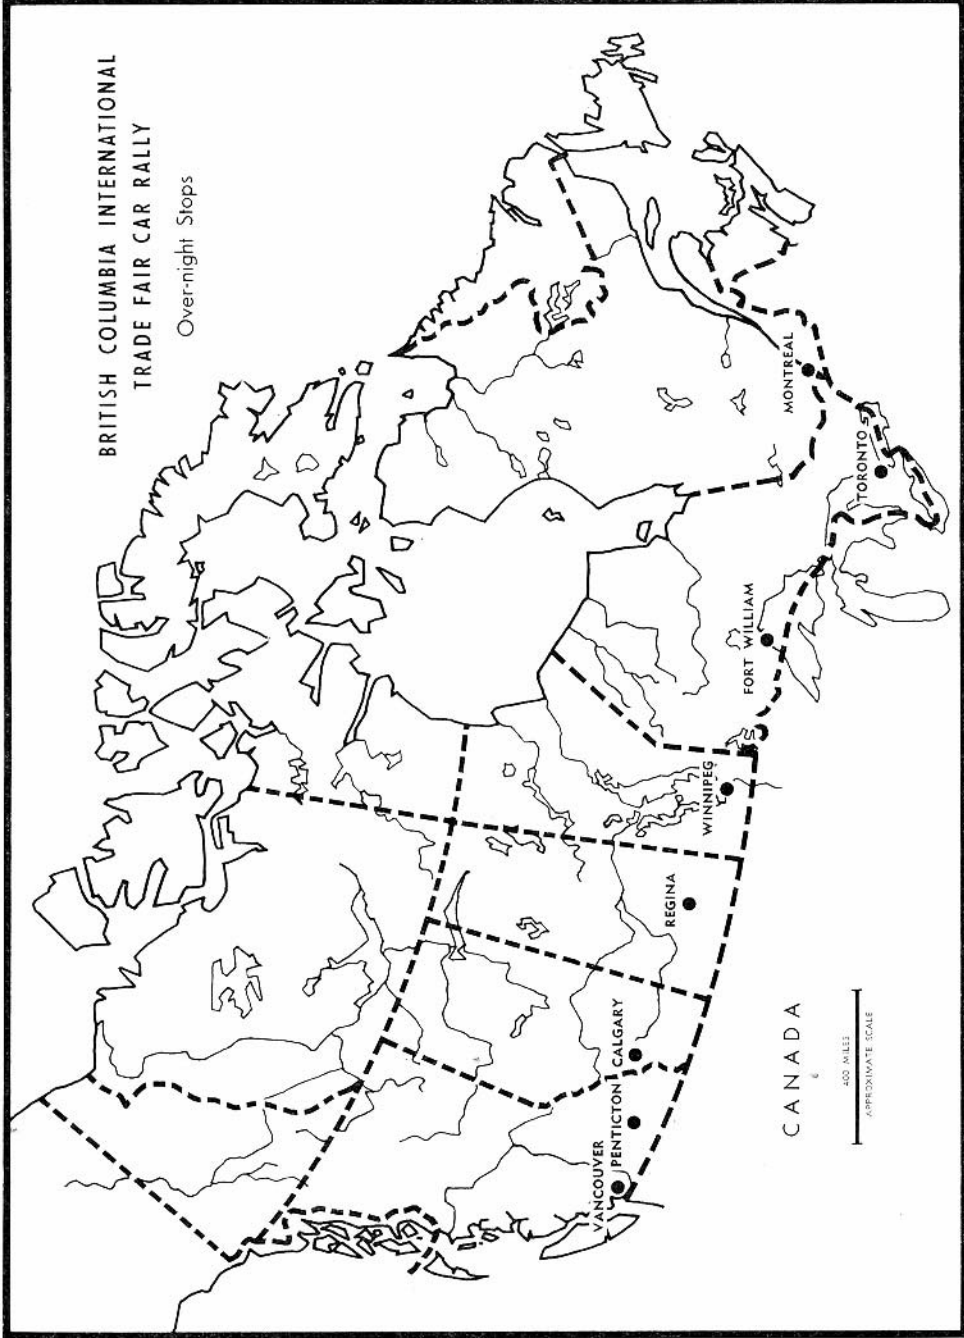 BRITISH COLUMBIA INTERNATIONAL
TRADE FAIR CAR RALLY
Over-night Stops
VANCOUVER
PENTICTON
CALGARY
REGINA
WINNIPEG
FORT WILLIAM
TORONTO
MONTREAL
CANADA
400 MILES
APPROXIMATE SCALE